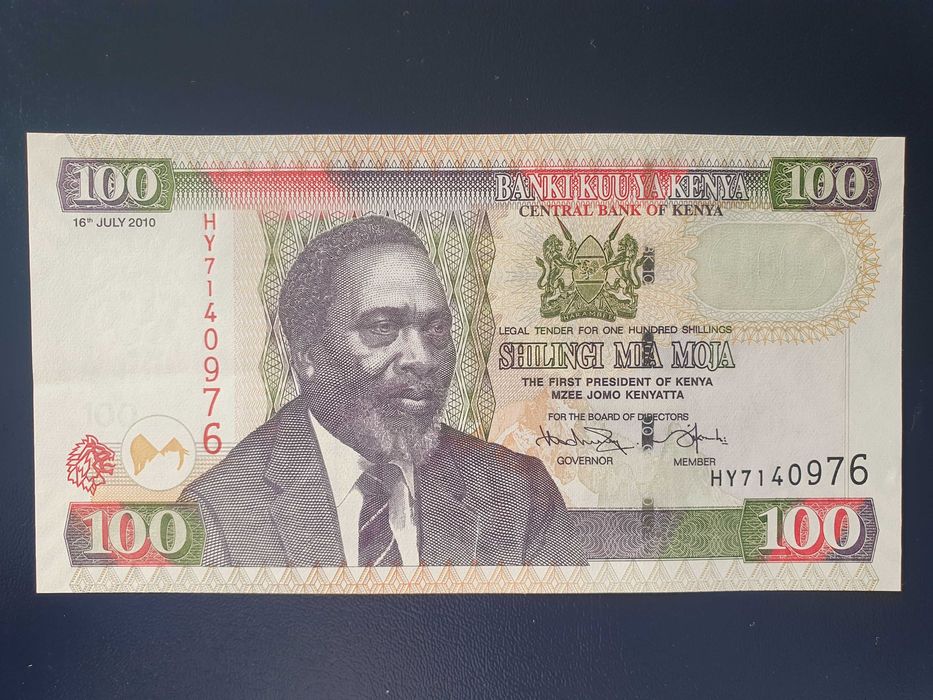 100
BANKI KUU YA KENYA
100
CENTRAL BANK OF KENYA
16th JULY 2010
HY7140976
HARAMBEE
LEGAL TENDER FOR ONE HUNDRED SHILLINGS
SHILINGI MIA MOJA
THE FIRST PRESIDENT OF KENYA
MZEE JOMO KENYATTA
FOR THE BOARD OF DIRECTORS
GOVERNOR MEMBER
HY7140976
100
100
100